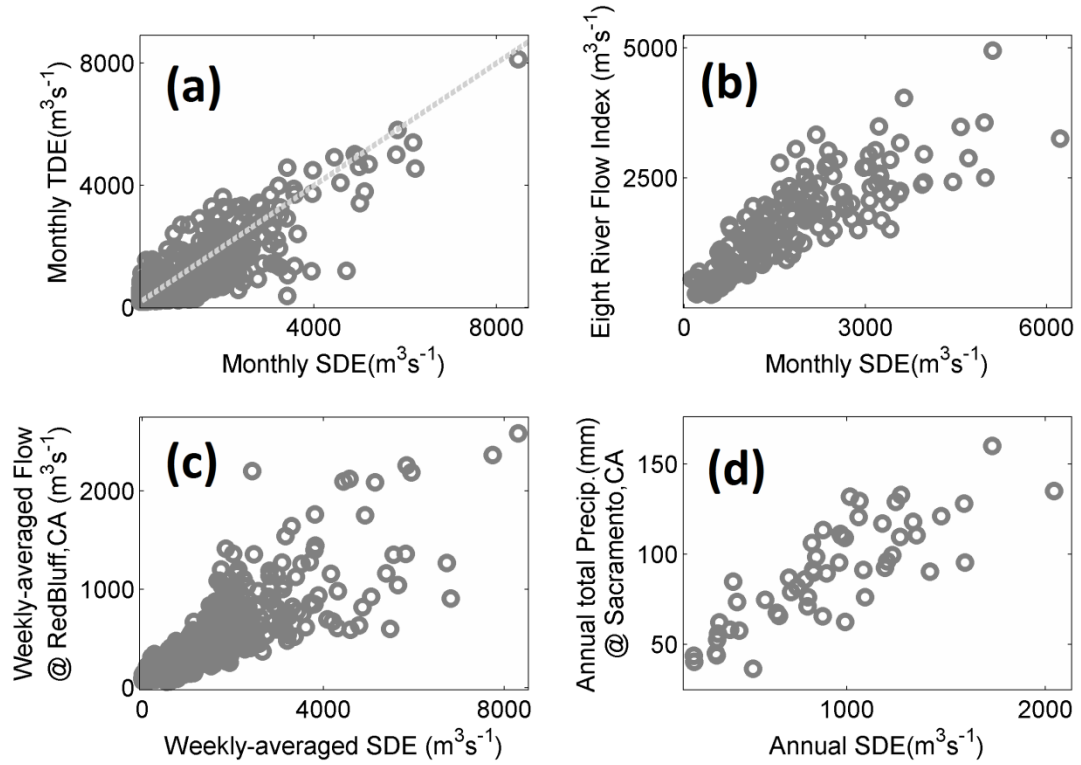 (a)
Monthly TDE(m³s⁻¹)
8000
4000
0
0
4000
8000
Monthly SDE(m³s⁻¹)
(b)
Eight River Flow Index (m³s⁻¹)
5000
2500
0
3000
6000
Monthly SDE(m³s⁻¹)
(c)
Weekly-averaged Flow
@ RedBluff,CA (m³s⁻¹)
2000
1000
0
0
4000
8000
Weekly-averaged SDE (m³s⁻¹)
(d)
Annual total Precip.(mm)
@ Sacramento,CA
150
100
50
1000
2000
Annual SDE(m³s⁻¹)